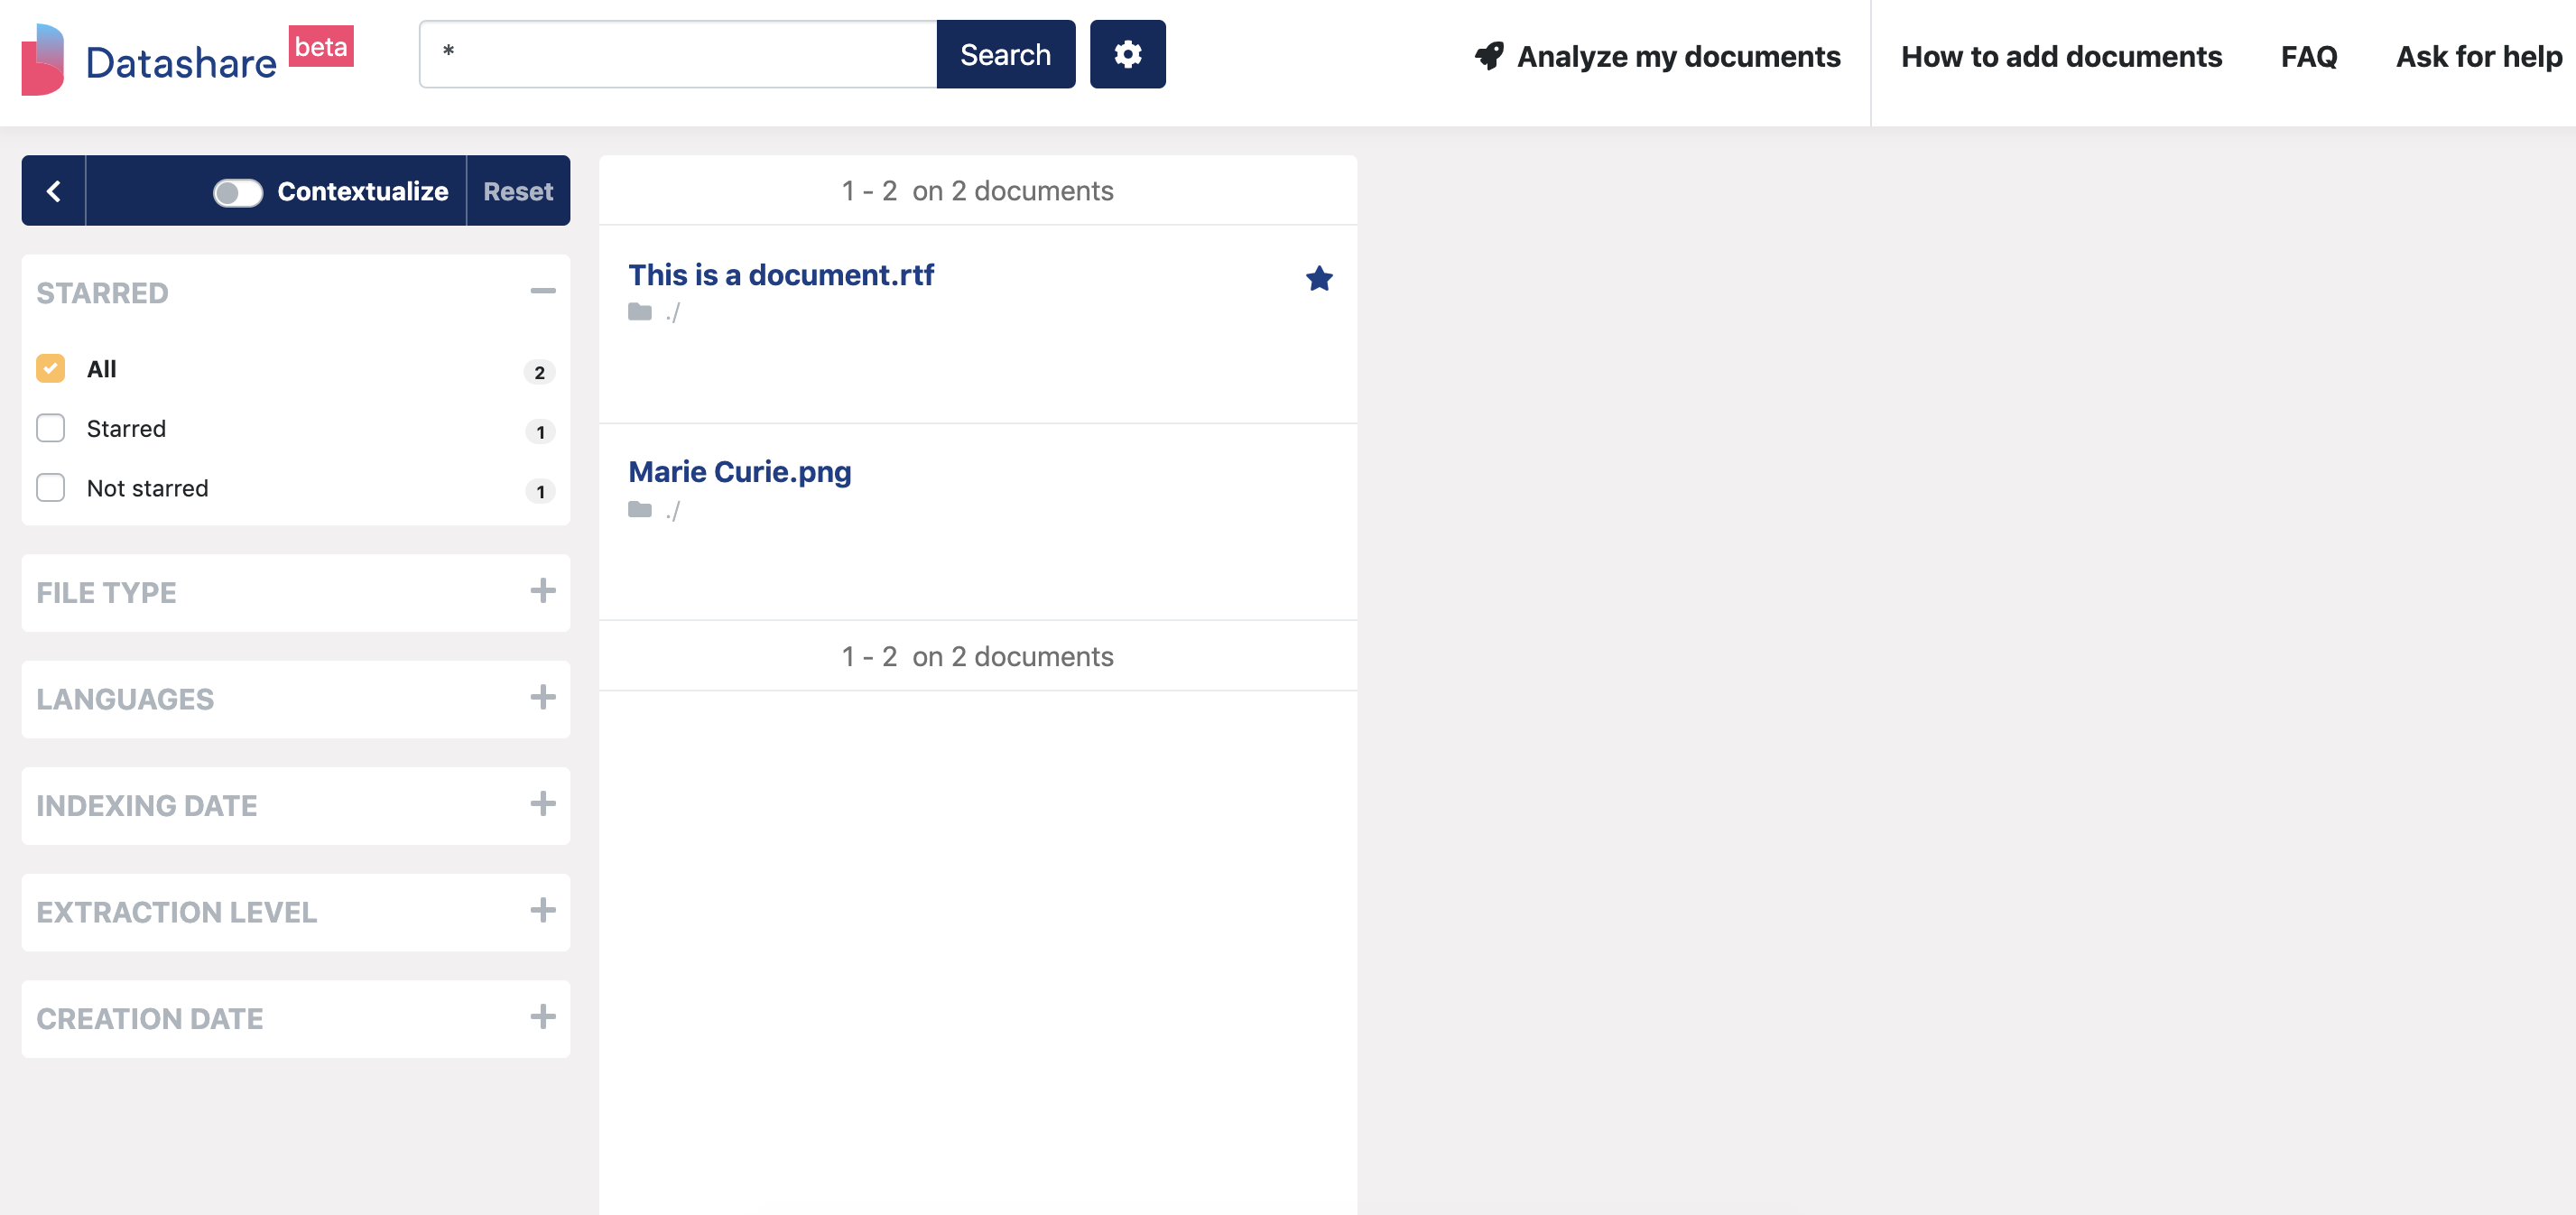 Datashare beta
*
Search
Analyze my documents
How to add documents
FAQ
Ask for help
Contextualize
Reset
STARRED
All 2
Starred 1
Not starred 1
FILE TYPE
LANGUAGES
INDEXING DATE
EXTRACTION LEVEL
CREATION DATE
1 - 2 on 2 documents
This is a document.rtf
./
Marie Curie.png
./
1 - 2 on 2 documents